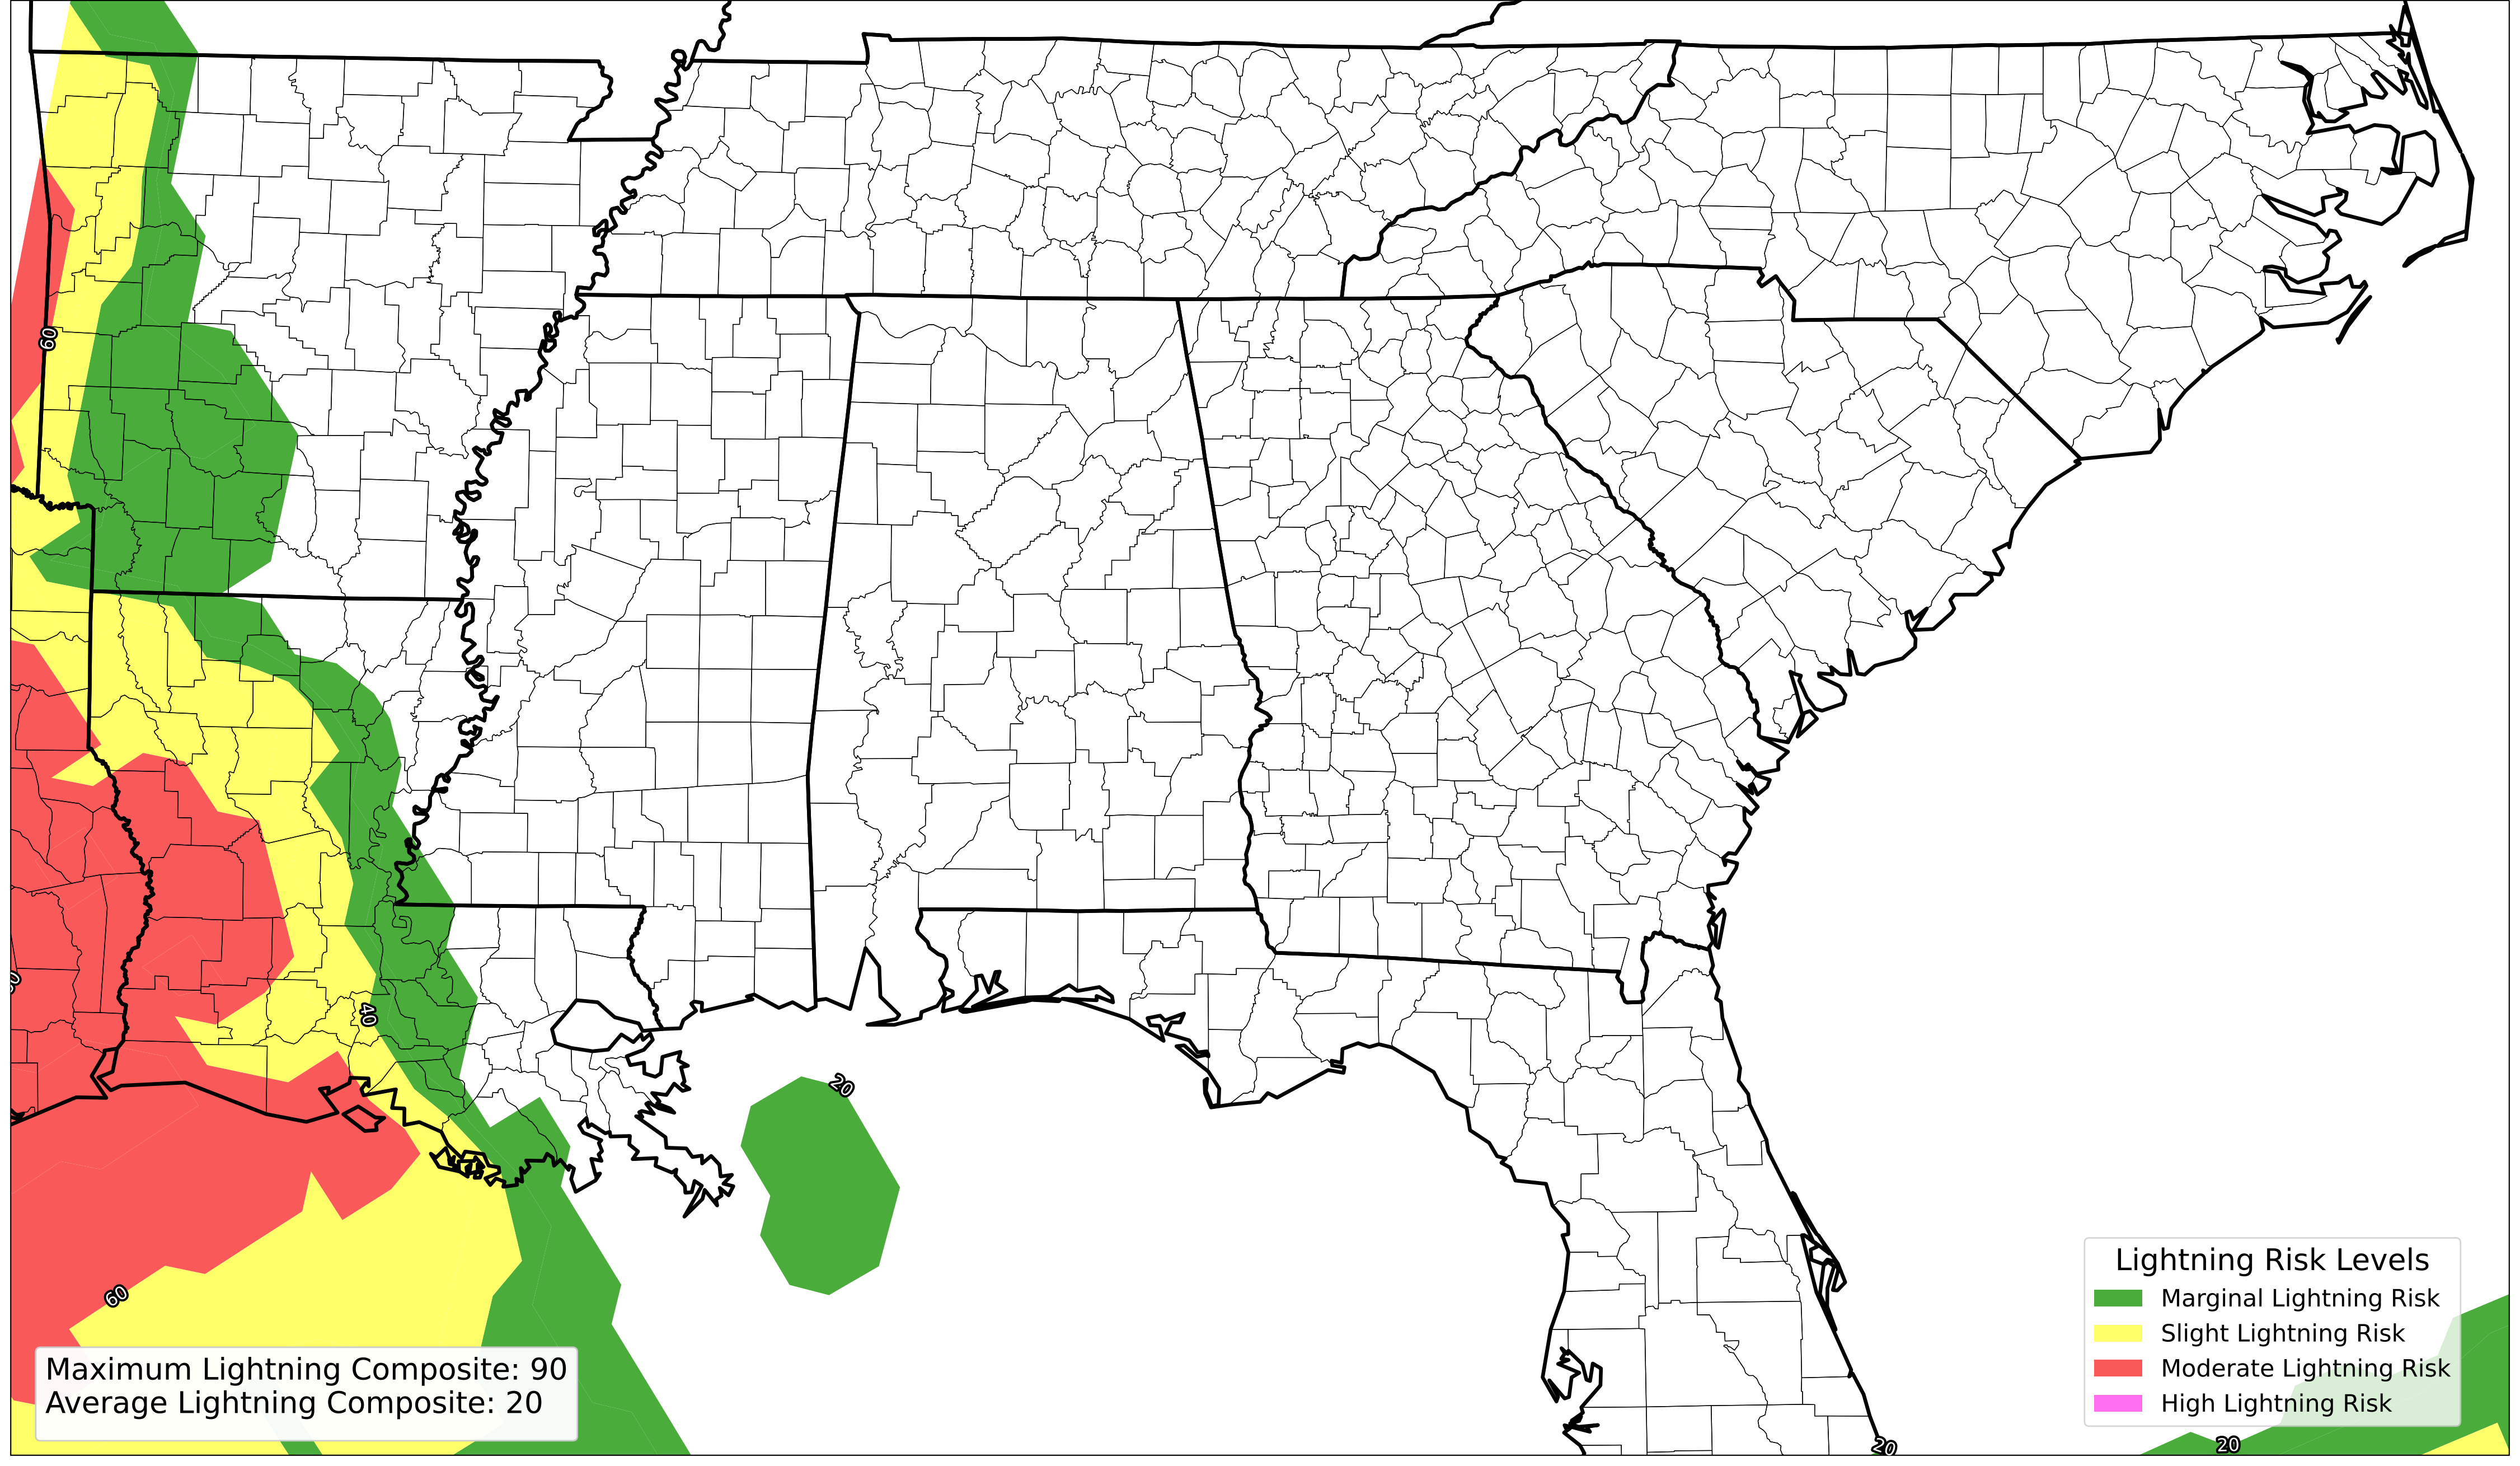 60
40
20
60
Maximum Lightning Composite: 90
Average Lightning Composite: 20
Lightning Risk Levels
Marginal Lightning Risk
Slight Lightning Risk
Moderate Lightning Risk
High Lightning Risk
20
20